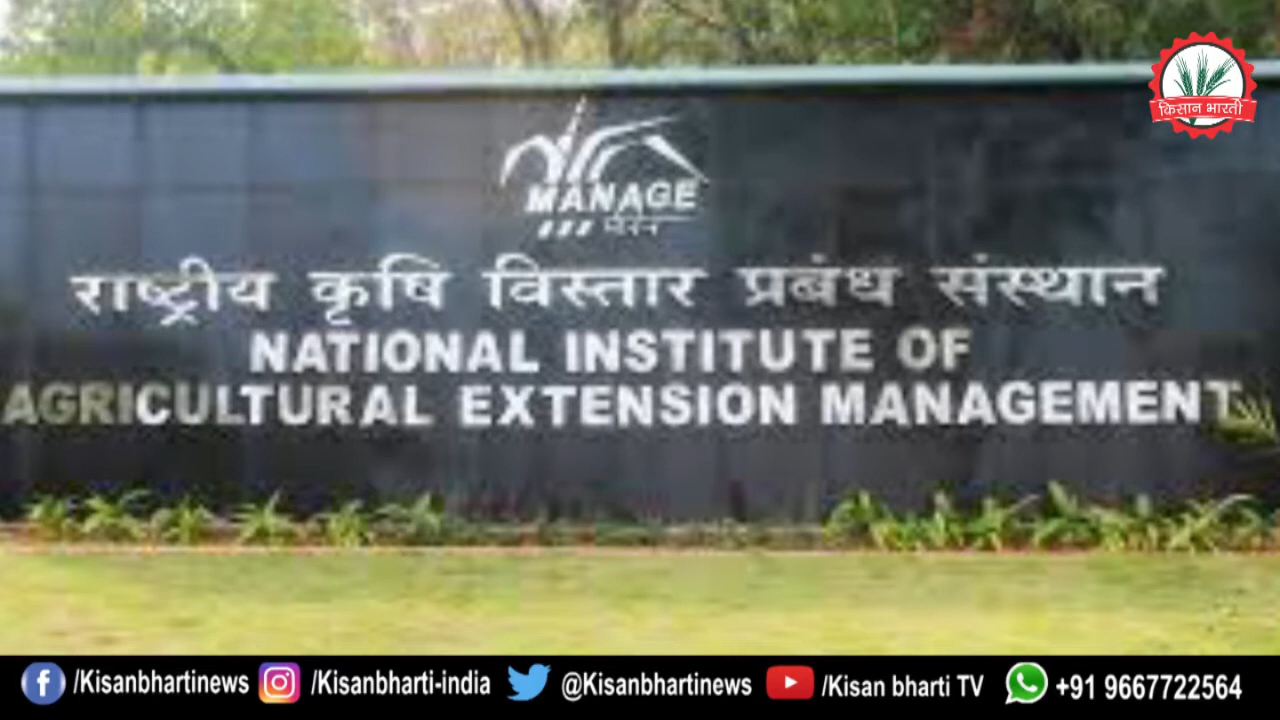 किसान भारती
MANAGE
राष्ट्रीय कृषि विस्तार प्रबंध संस्थान
NATIONAL INSTITUTE OF
AGRICULTURAL EXTENSION MANAGEMENT
/Kisanbhartinews /Kisanbharti-india @Kisanbhartinews /Kisan bharti TV +91 9667722564